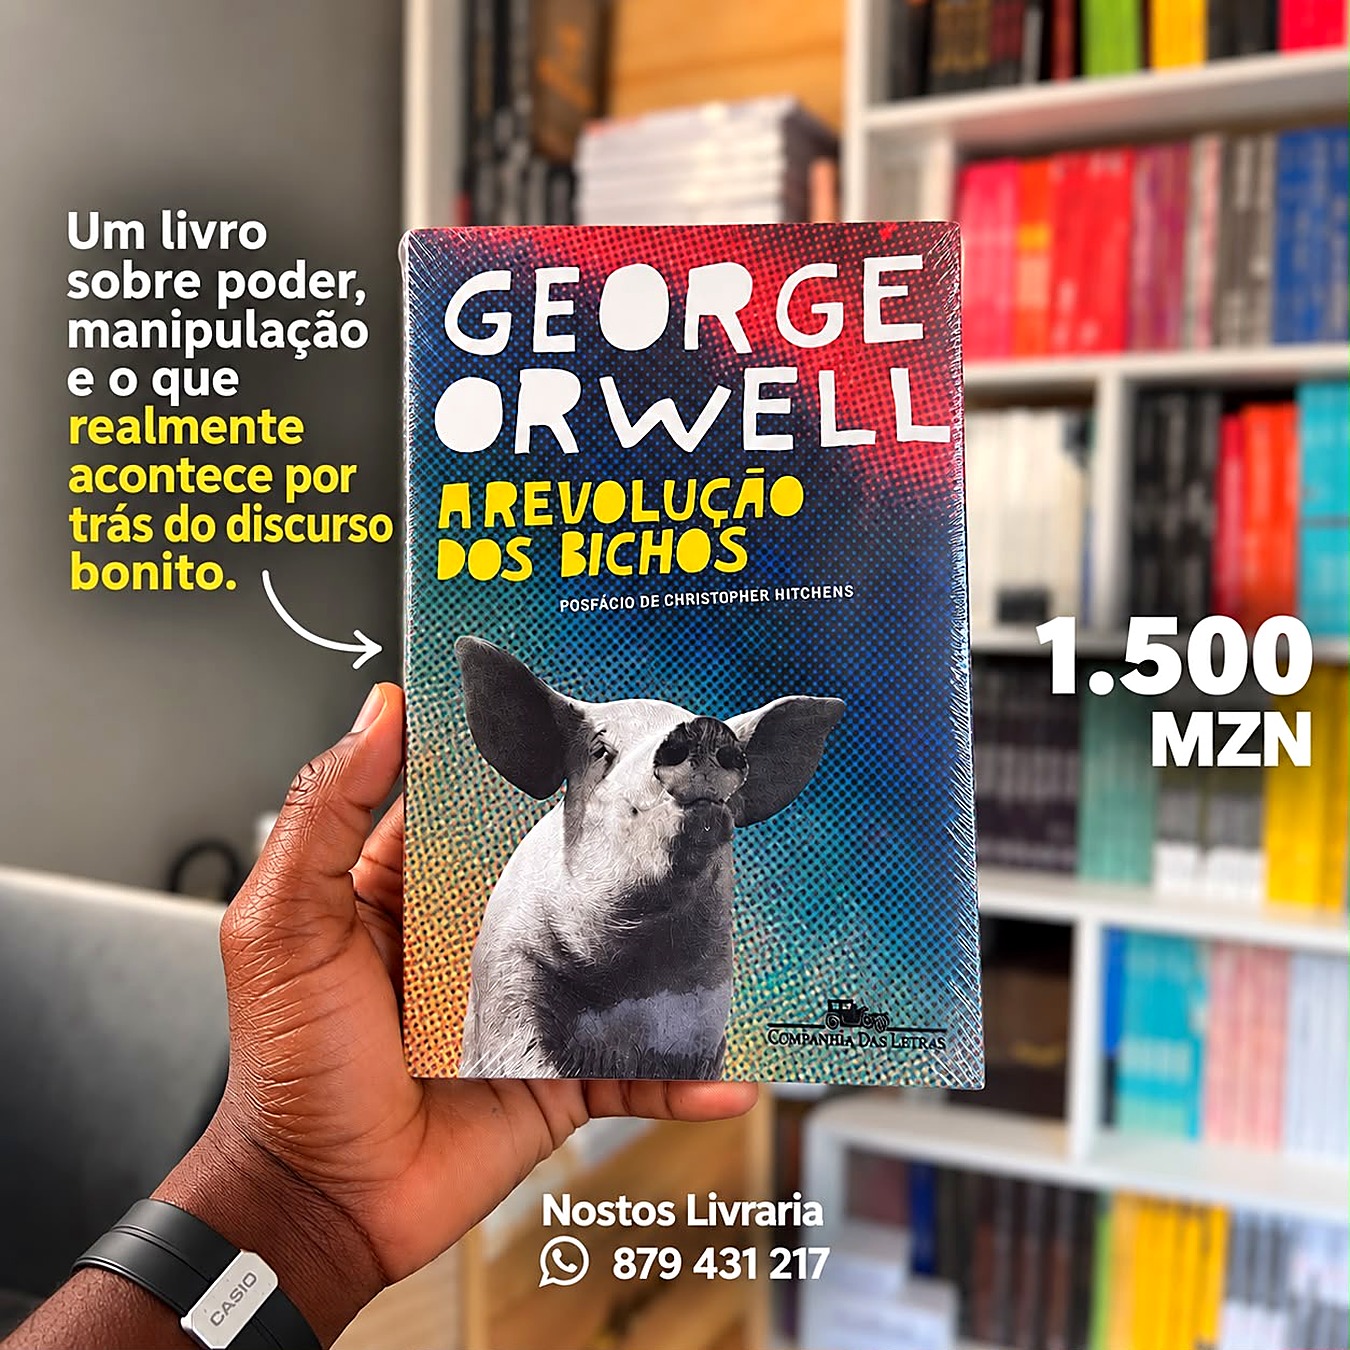 Um livro
sobre poder,
manipulação
e o que
realmente
acontece por
trás do discurso
bonito.
GEORGE
ORWELL
A REVOLUÇÃO
DOS BICHOS
POSFÁCIO DE CHRISTOPHER HITCHENS
COMPANHIA DAS LETRAS
1.500
MZN
Nostos Livraria
879 431 217
CASIO